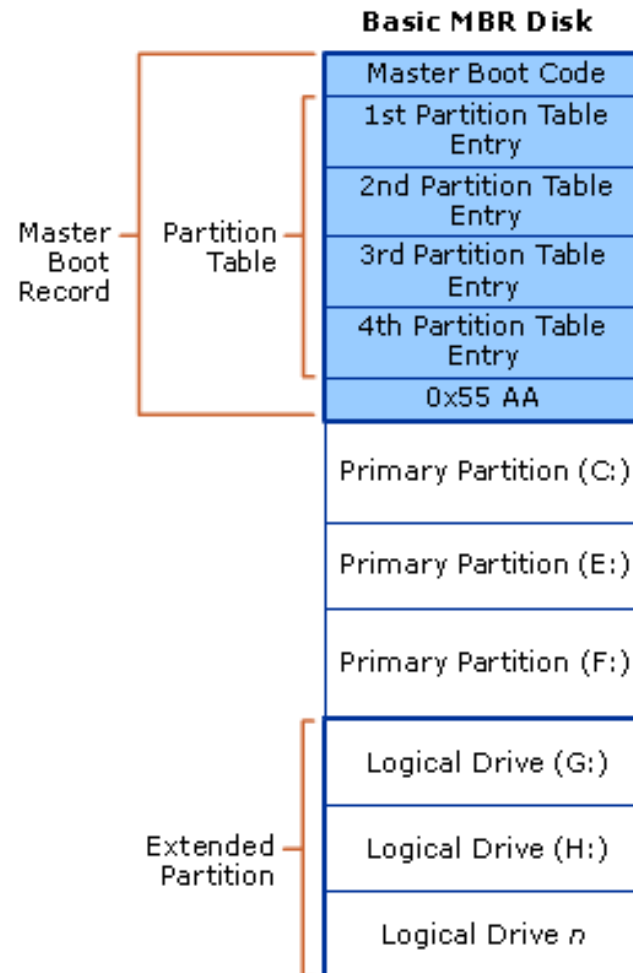 Basic MBR Disk
Master Boot Code
1st Partition Table
Entry
2nd Partition Table
Entry
3rd Partition Table
Entry
4th Partition Table
Entry
0x55 AA
Master
Boot
Record
Partition
Table
Primary Partition (C:)
Primary Partition (E:)
Primary Partition (F:)
Logical Drive (G:)
Logical Drive (H:)
Logical Drive n
Extended
Partition